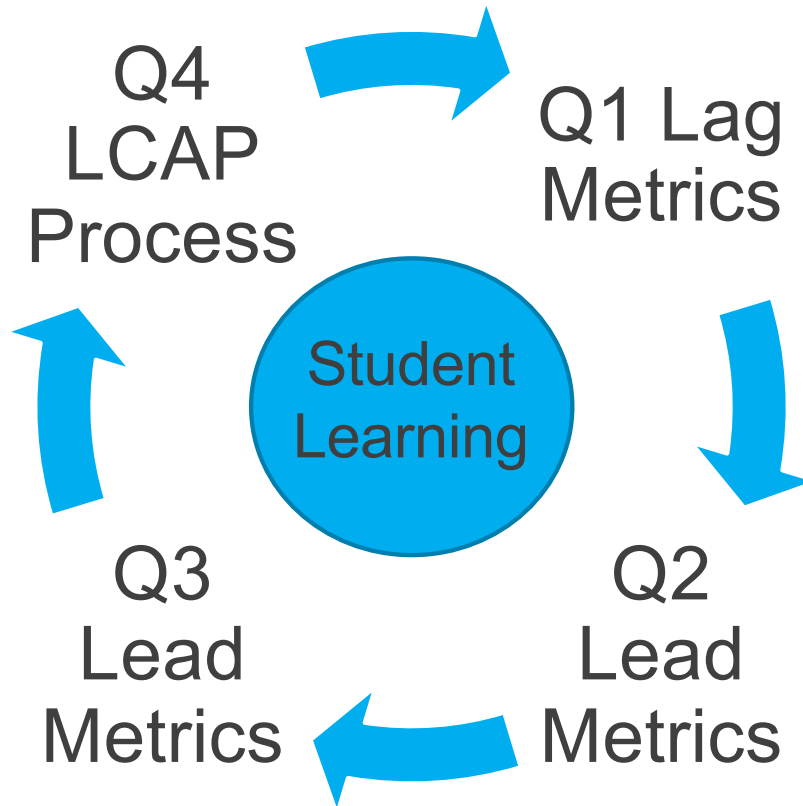 Q4
LCAP
Process
Q1 Lag
Metrics
Student
Learning
Q3
Lead
Metrics
Q2
Lead
Metrics